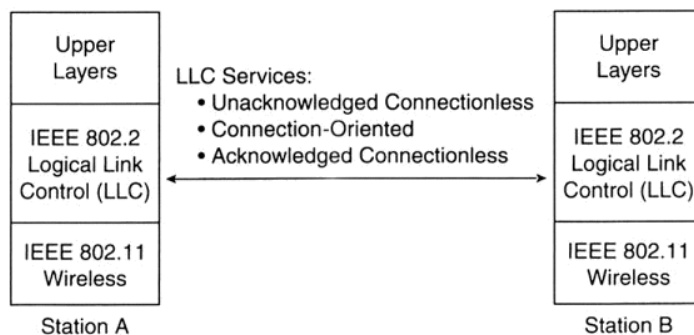 Upper
Layers
IEEE 802.2
Logical Link
Control (LLC)
IEEE 802.11
Wireless
Station A
LLC Services:
• Unacknowledged Connectionless
• Connection-Oriented
• Acknowledged Connectionless
Upper
Layers
IEEE 802.2
Logical Link
Control (LLC)
IEEE 802.11
Wireless
Station B